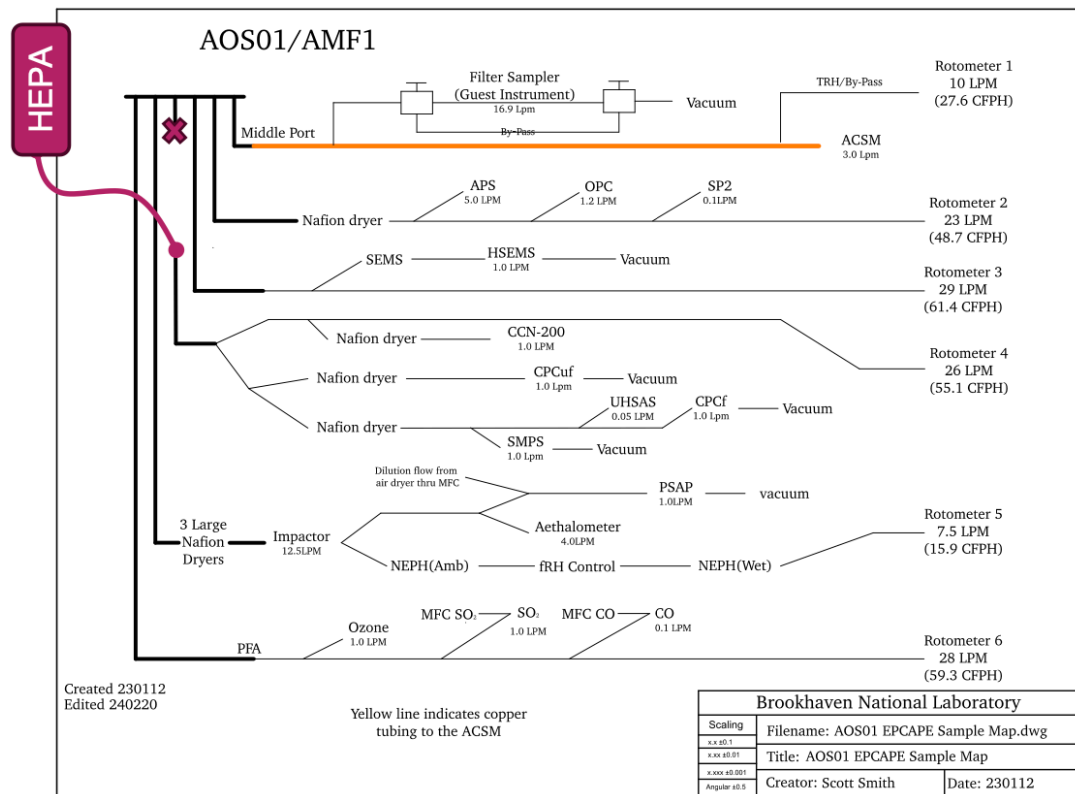 AOS01/AMF1
HEPA
Filter Sampler
(Guest Instrument)
16.9 Lpm
By-Pass
Vacuum
TRH/By-Pass
Rotometer 1
10 LPM
(27.6 CFPH)
Middle Port
ACSM
3.0 Lpm
Nafion dryer
APS
5.0 LPM
OPC
1.2 LPM
SP2
0.1LPM
Rotometer 2
23 LPM
(48.7 CFPH)
SEMS
HSEMS
1.0 LPM
Vacuum
Rotometer 3
29 LPM
(61.4 CFPH)
Nafion dryer
CCN-200
1.0 LPM
Rotometer 4
26 LPM
(55.1 CFPH)
Nafion dryer
CPCuf
1.0 Lpm
Vacuum
Nafion dryer
UHSAS
0.05 LPM
CPCf
1.0 Lpm
Vacuum
SMPS
1.0 Lpm
Vacuum
Dilution flow from
air dryer thru MFC
PSAP
1.0LPM
vacuum
3 Large
Nafion
Dryers
Impactor
12.5LPM
Aethalometer
4.0LPM
Rotometer 5
7.5 LPM
(15.9 CFPH)
NEPH(Amb)
fRH Control
NEPH(Wet)
PFA
Ozone
1.0 LPM
MFC SO₂
SO₂
1.0 LPM
MFC CO
CO
0.1 LPM
Rotometer 6
28 LPM
(59.3 CFPH)
Created 230112
Edited 240220
Yellow line indicates copper
tubing to the ACSM
Brookhaven National Laboratory
Scaling
x.x ±0.1
x.xx ±0.01
x.xxx ±0.001
Angular ±0.5
Filename: AOS01 EPCAPE Sample Map.dwg
Title: AOS01 EPCAPE Sample Map
Creator: Scott Smith
Date: 230112